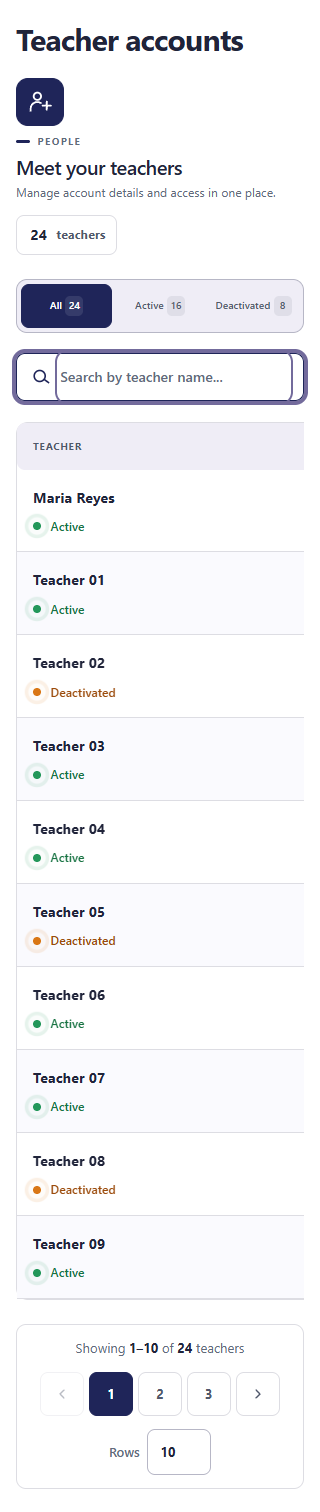 Teacher accounts
PEOPLE
Meet your teachers
Manage account details and access in one place.
24 teachers
All 24 Active 16 Deactivated 8
Search by teacher name...
TEACHER
Maria Reyes
Active
Teacher 01
Active
Teacher 02
Deactivated
Teacher 03
Active
Teacher 04
Active
Teacher 05
Deactivated
Teacher 06
Active
Teacher 07
Active
Teacher 08
Deactivated
Teacher 09
Active
Showing 1–10 of 24 teachers
1 2 3
Rows 10